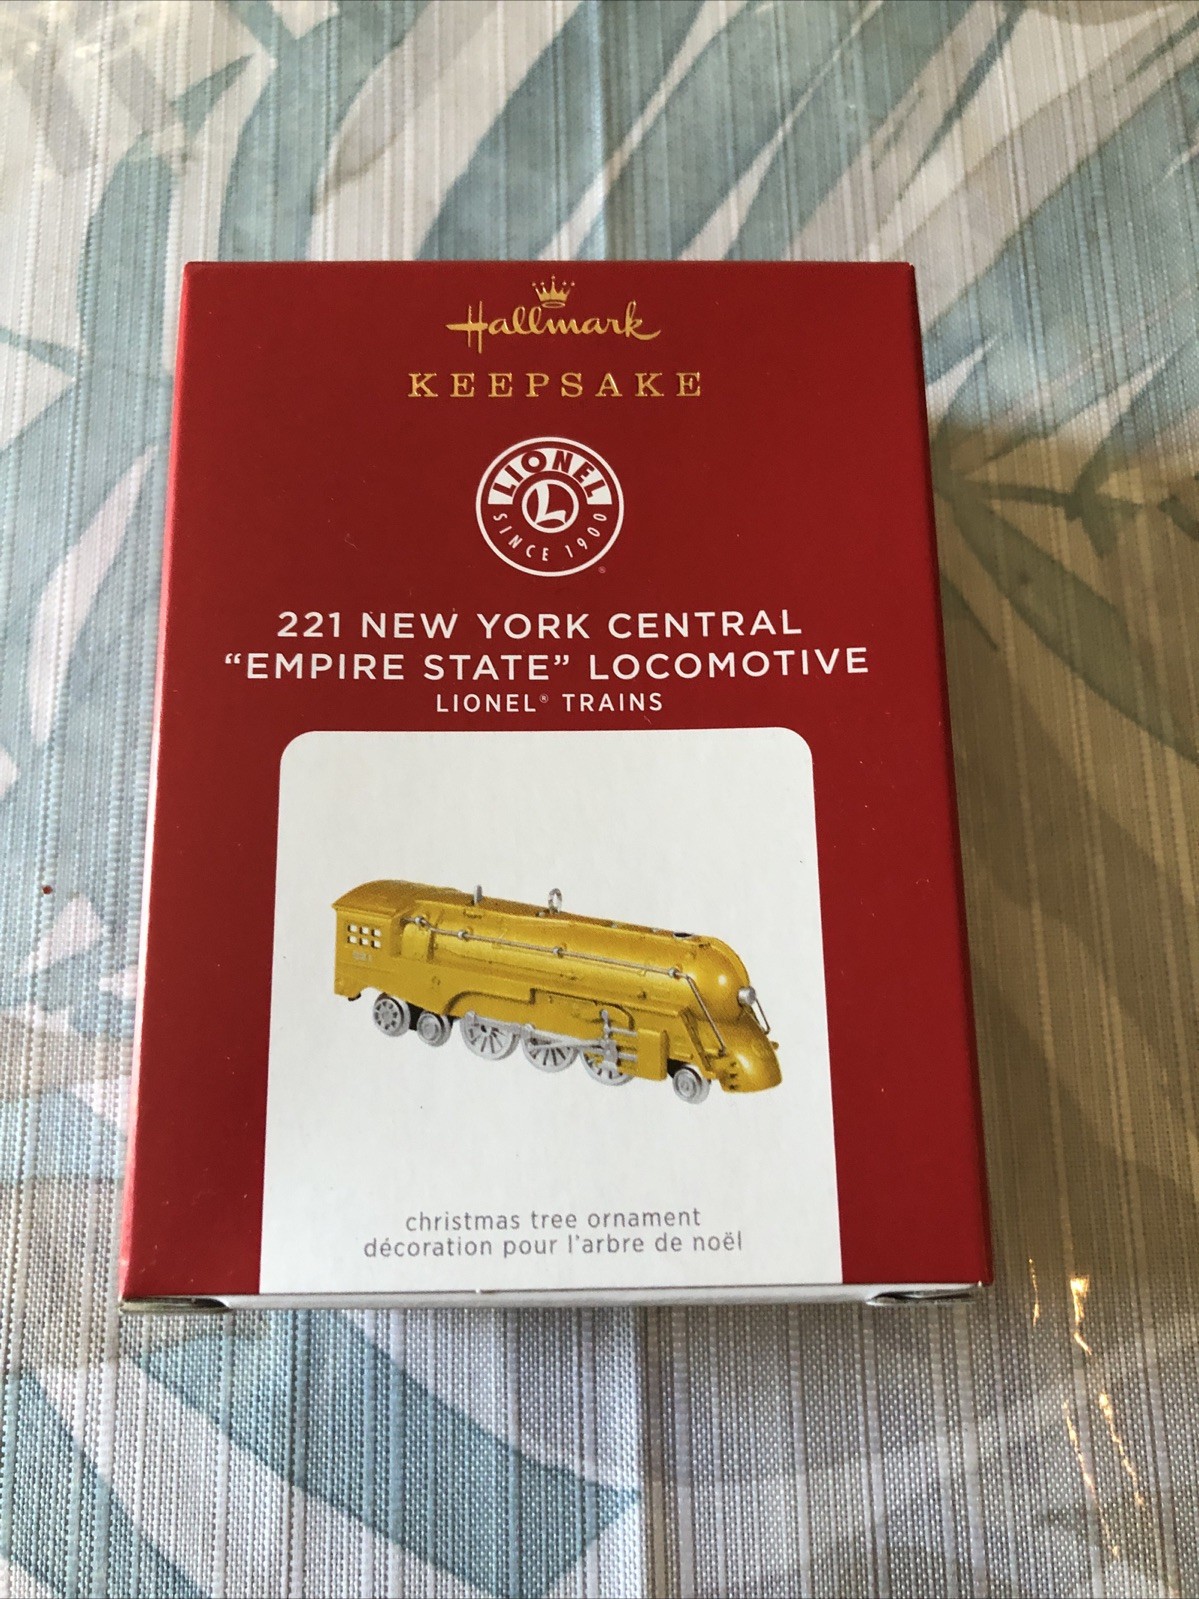 Hallmark
KEEPSAKE
LIONEL
L
SINCE 1900
®
221 NEW YORK CENTRAL
“EMPIRE STATE” LOCOMOTIVE
LIONEL® TRAINS
christmas tree ornament
décoration pour l'arbre de noël